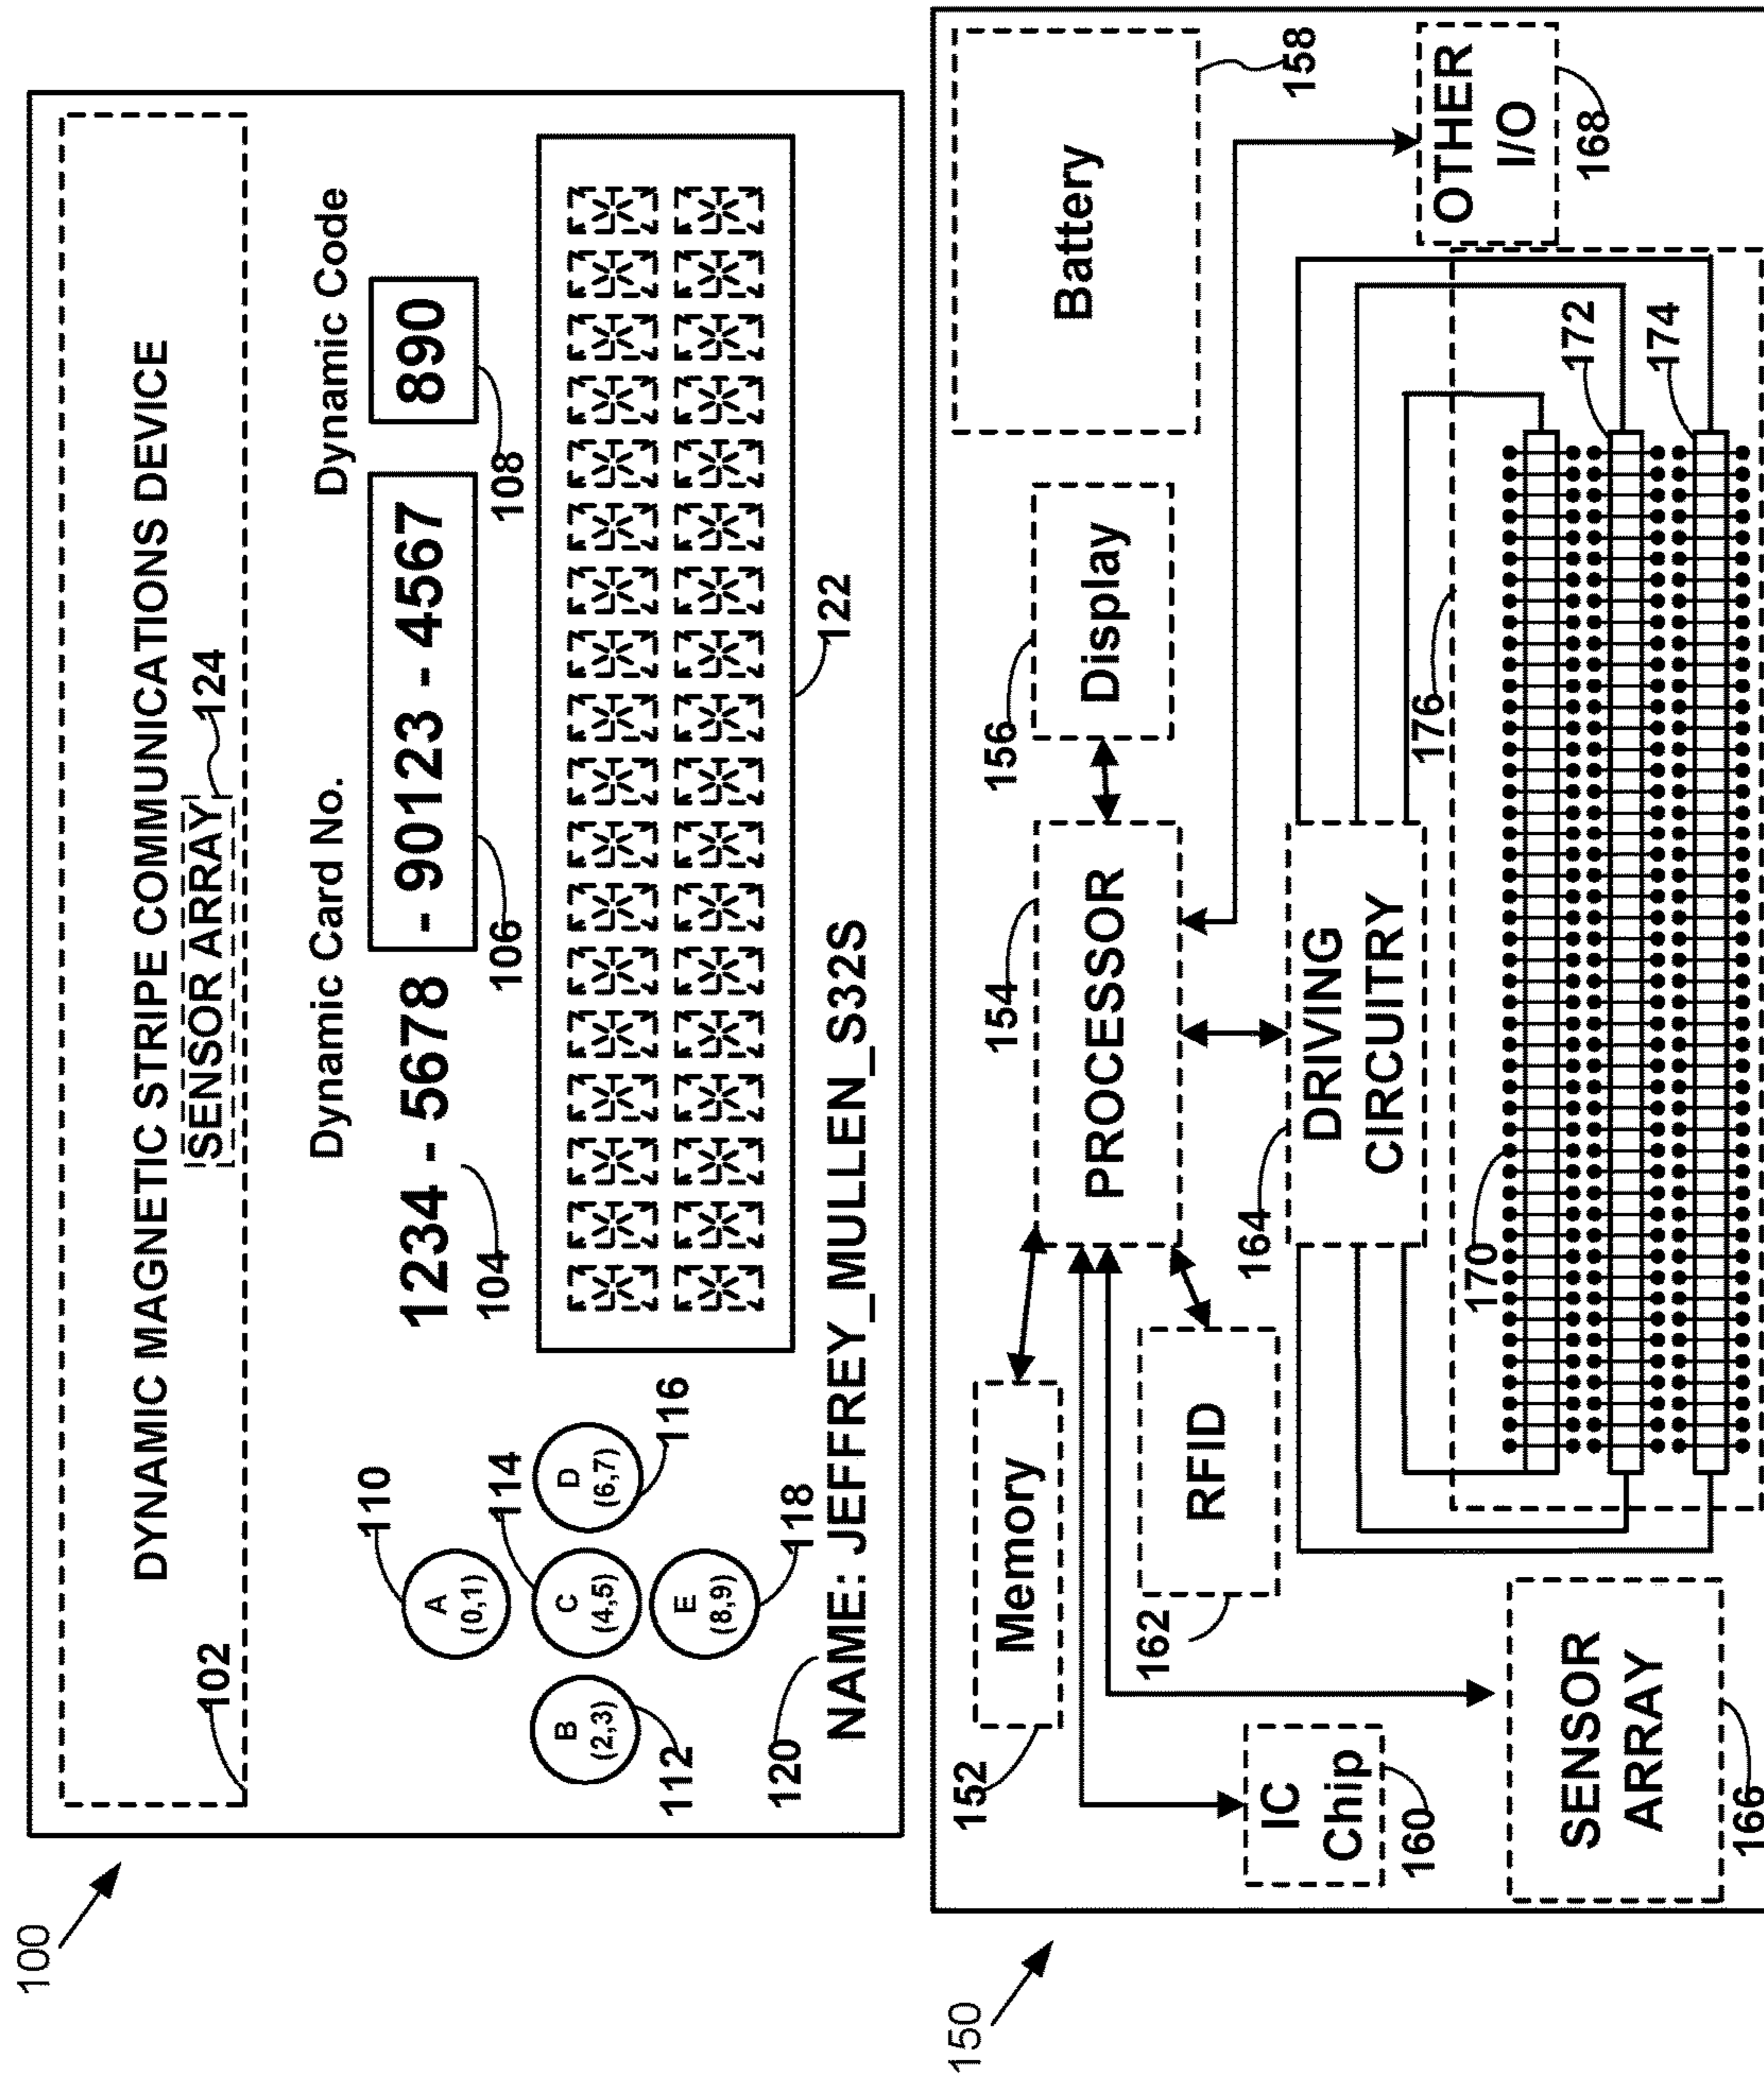 100
DYNAMIC MAGNETIC STRIPE COMMUNICATIONS DEVICE
SENSOR ARRAY
124
102
Dynamic Card No.
Dynamic Code
1234 - 5678 - 90123 - 4567
890
104
106
108
110
A
(0,1)
B
(2,3)
C
(4,5)
D
(6,7)
E
(8,9)
112
114
116
118
122
120
NAME: JEFFREY_MULLEN_S32S
150
152
Memory
154
PROCESSOR
156
Display
Battery
158
162
RFID
160
IC
Chip
164
DRIVING
CIRCUITRY
OTHER
I/O
168
SENSOR
ARRAY
166
170
176
172
174